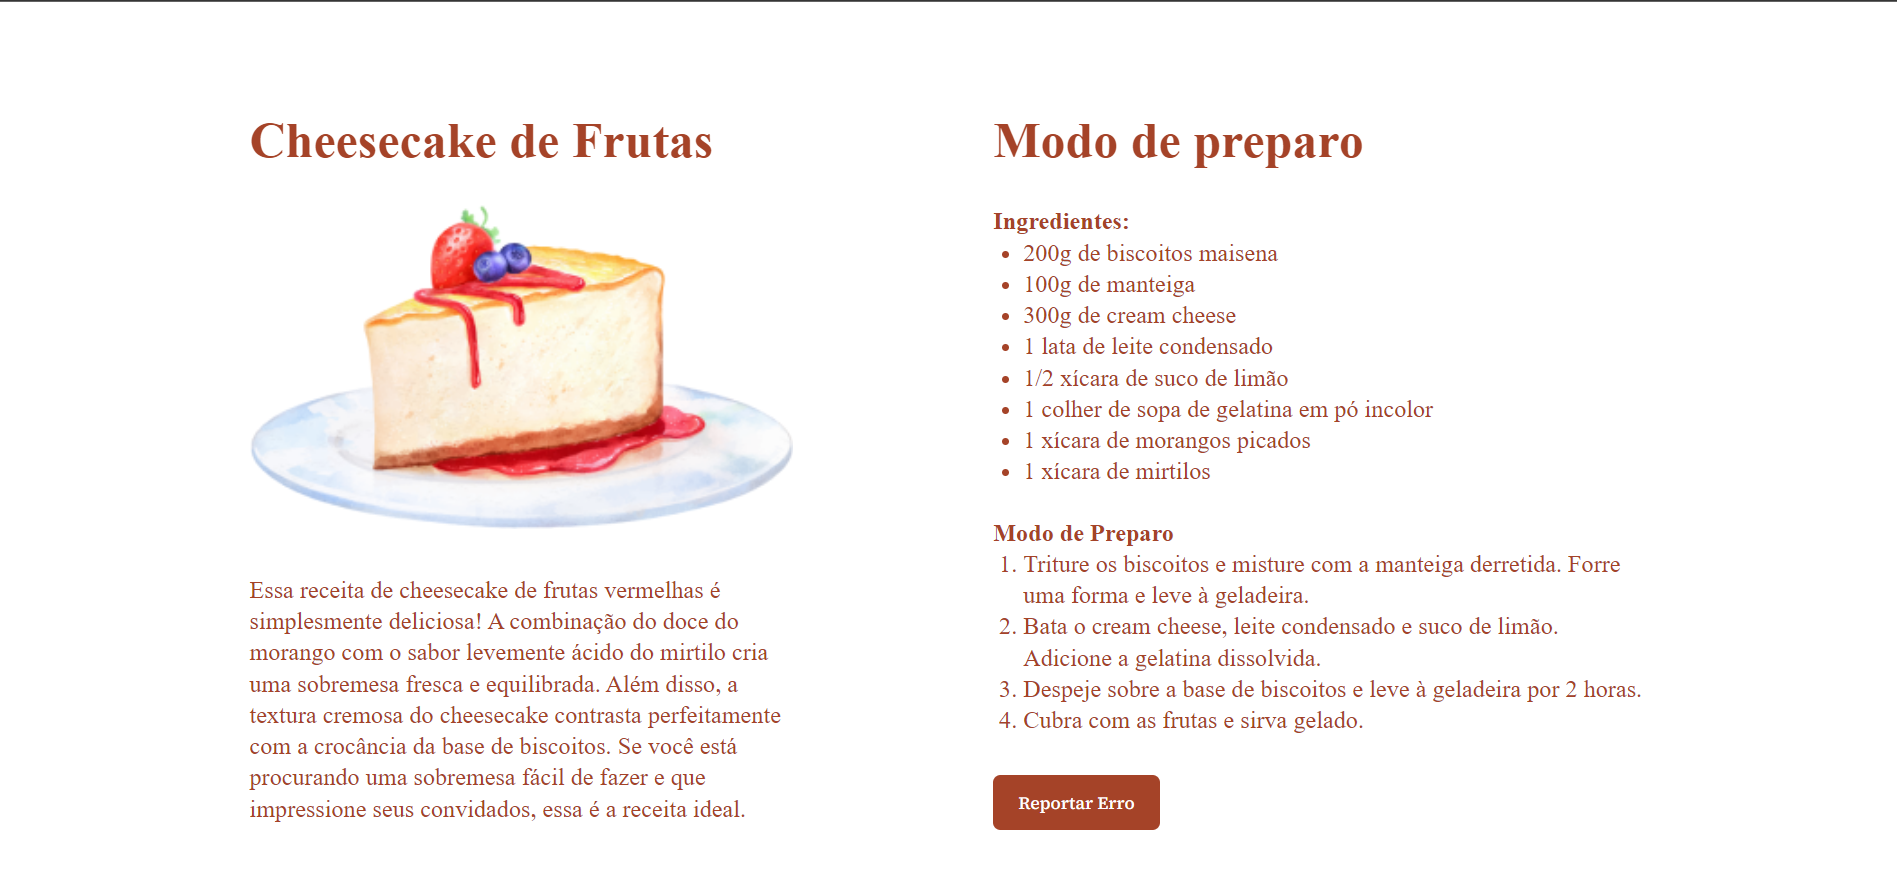 Cheesecake de Frutas
Essa receita de cheesecake de frutas vermelhas é
simplesmente deliciosa! A combinação do doce do
morango com o sabor levemente ácido do mirtilo cria
uma sobremesa fresca e equilibrada. Além disso, a
textura cremosa do cheesecake contrasta perfeitamente
com a crocância da base de biscoitos. Se você está
procurando uma sobremesa fácil de fazer e que
impressione seus convidados, essa é a receita ideal.
Modo de preparo
Ingredientes:
• 200g de biscoitos maisena
• 100g de manteiga
• 300g de cream cheese
• 1 lata de leite condensado
• 1/2 xícara de suco de limão
• 1 colher de sopa de gelatina em pó incolor
• 1 xícara de morangos picados
• 1 xícara de mirtilos
Modo de Preparo
1. Triture os biscoitos e misture com a manteiga derretida. Forre
uma forma e leve à geladeira.
2. Bata o cream cheese, leite condensado e suco de limão.
Adicione a gelatina dissolvida.
3. Despeje sobre a base de biscoitos e leve à geladeira por 2 horas.
4. Cubra com as frutas e sirva gelado.
Reportar Erro